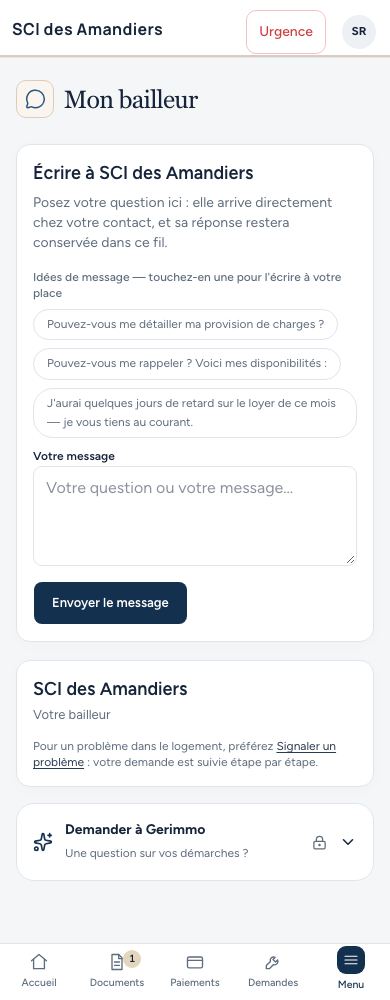 SCI des Amandiers
Urgence
SR
Mon bailleur
Écrire à SCI des Amandiers
Posez votre question ici : elle arrive directement
chez votre contact, et sa réponse restera
conservée dans ce fil.
Idées de message — touchez-en une pour l'écrire à votre
place
Pouvez-vous me détailler ma provision de charges ?
Pouvez-vous me rappeler ? Voici mes disponibilités :
J'aurai quelques jours de retard sur le loyer de ce mois
— je vous tiens au courant.
Votre message
Votre question ou votre message...
Envoyer le message
SCI des Amandiers
Votre bailleur
Pour un problème dans le logement, préférez Signaler un
problème : votre demande est suivie étape par étape.
Demander à Gerimmo
Une question sur vos démarches ?
1
Accueil
Documents
Paiements
Demandes
Menu